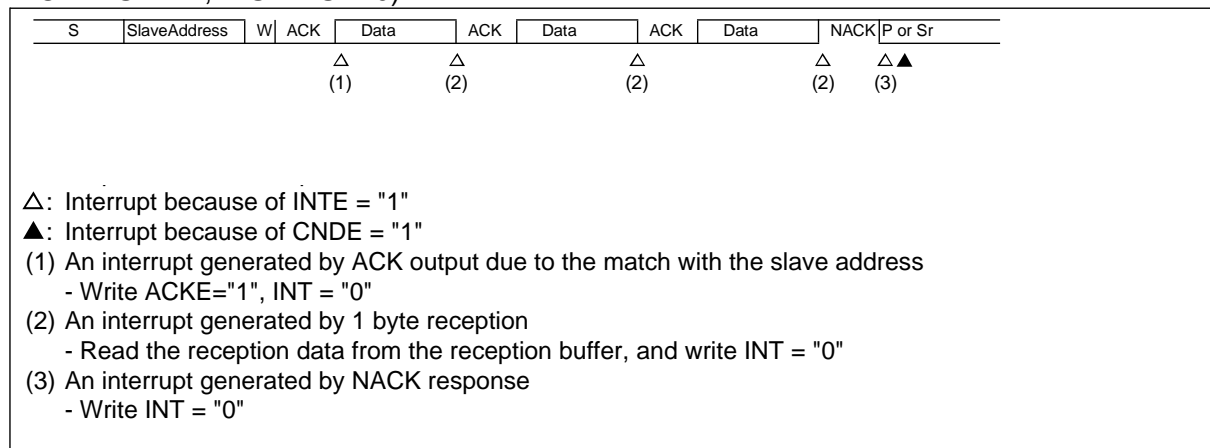 S SlaveAddress W ACK Data ACK Data ACK Data NACK P or Sr
△ △ △ △ △▲
(1) (2) (2) (2) (3)
△: Interrupt because of INTE = "1"
▲: Interrupt because of CNDE = "1"
(1) An interrupt generated by ACK output due to the match with the slave address
- Write ACKE="1", INT = "0"
(2) An interrupt generated by 1 byte reception
- Read the reception data from the reception buffer, and write INT = "0"
(3) An interrupt generated by NACK response
- Write INT = "0"